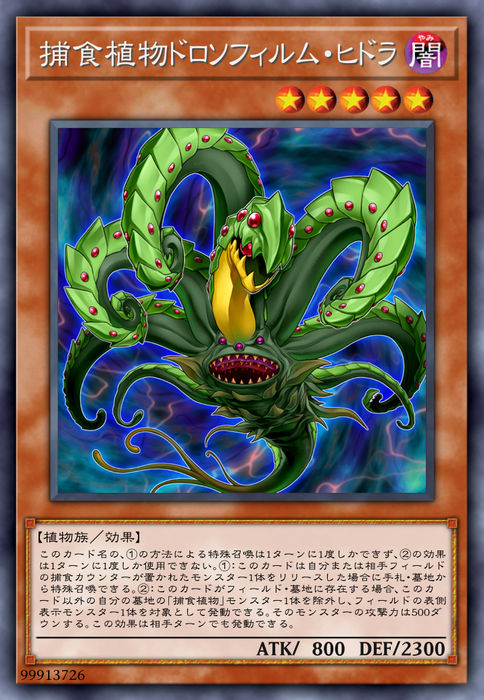 捕食植物ドロソフィルム・ヒドラ
闇
やみ
【植物族／効果】
このカード名の、①の方法による特殊召喚は1ターンに1度しかできず、②の効果
は1ターンに1度しか使用できない。①：このカードは自分または相手フィールド
の捕食カウンターが置かれたモンスター1体をリリースした場合に手札・墓地か
ら特殊召喚できる。②：このカードがフィールド・墓地に存在する場合、このカー
ド以外の自分の墓地の「捕食植物」モンスター1体を除外し、フィールドの表側
表示モンスター1体を対象として発動できる。そのモンスターの攻撃力は500ダ
ウンする。この効果は相手ターンでも発動できる。
ATK/ 800 DEF/2300
99913726